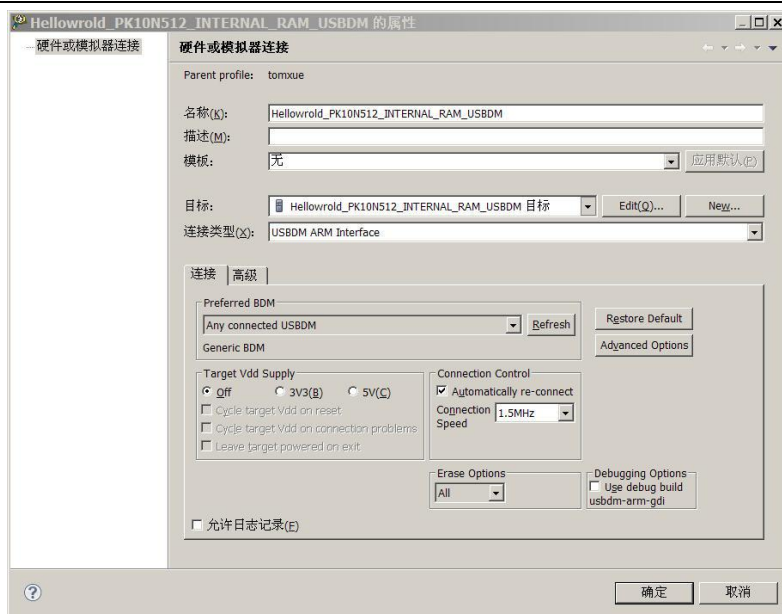 Hellowrold_PK10N512_INTERNAL_RAM_USBDM 的属性
硬件或模拟器连接
硬件或模拟器连接
Parent profile: tomxue
名称(K): Hellowrold_PK10N512_INTERNAL_RAM_USBDM
描述(M):
模板: 无 应用默认(P)
目标: Hellowrold_PK10N512_INTERNAL_RAM_USBDM 目标 Edit(Q)... New...
连接类型(X): USBDM ARM Interface
连接 高级
Preferred BDM
Any connected USBDM Refresh Restore Default
Generic BDM Advanced Options
Target Vdd Supply Connection Control
Off 3V3(B) 5V(C) Automatically re-connect
Cycle target Vdd on reset Connection Speed 1.5MHz
Cycle target Vdd on connection problems
Leave target powered on exit
Erase Options Debugging Options
All Use debug build
usbdm-arm-gdi
允许日志记录(F)
确定 取消